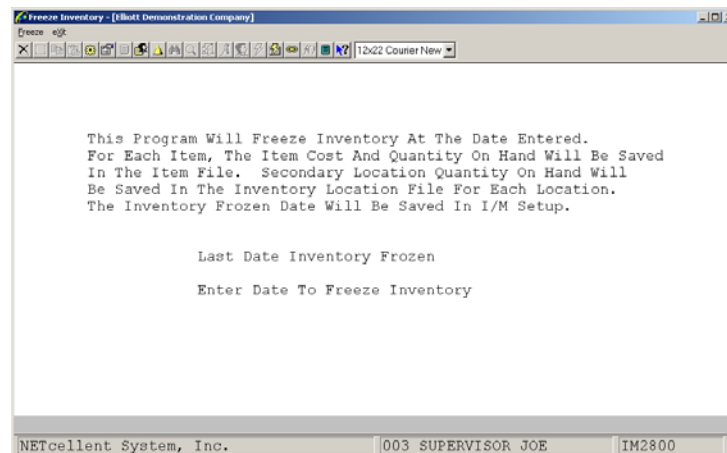 Freeze Inventory - [Elliott Demonstration Company]
Freeze exit
12x22 Courier New
This Program Will Freeze Inventory At The Date Entered.
For Each Item, The Item Cost And Quantity On Hand Will Be Saved
In The Item File. Secondary Location Quantity On Hand Will
Be Saved In The Inventory Location File For Each Location.
The Inventory Frozen Date Will Be Saved In I/M Setup.
Last Date Inventory Frozen
Enter Date To Freeze Inventory
NETcellent System, Inc. 003 SUPERVISOR JOE IM2800